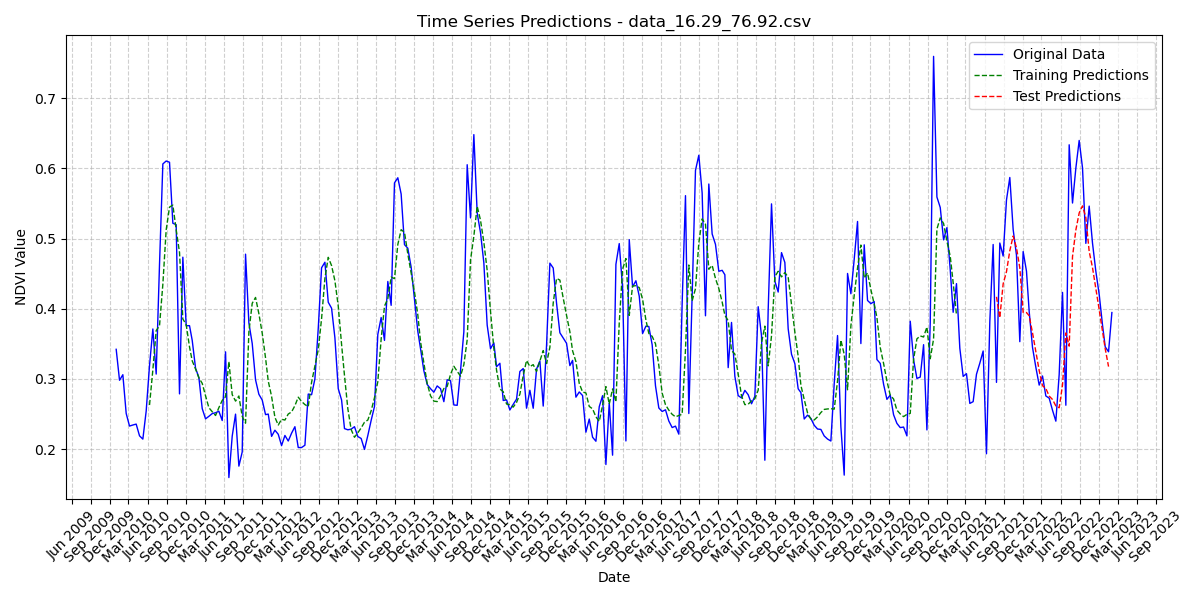 Time Series Predictions - data_16.29_76.92.csv
Original Data
Training Predictions
Test Predictions
NDVI Value
0.7
0.6
0.5
0.4
0.3
0.2
Jun 2009
Sep 2009
Dec 2009
Mar 2010
Jun 2010
Sep 2010
Dec 2010
Mar 2011
Jun 2011
Sep 2011
Dec 2011
Mar 2012
Jun 2012
Sep 2012
Dec 2012
Mar 2013
Jun 2013
Sep 2013
Dec 2013
Mar 2014
Jun 2014
Sep 2014
Dec 2014
Mar 2015
Jun 2015
Sep 2015
Dec 2015
Mar 2016
Jun 2016
Sep 2016
Dec 2016
Mar 2017
Jun 2017
Sep 2017
Dec 2017
Mar 2018
Jun 2018
Sep 2018
Dec 2018
Mar 2019
Jun 2019
Sep 2019
Dec 2019
Mar 2020
Jun 2020
Sep 2020
Dec 2020
Mar 2021
Jun 2021
Sep 2021
Dec 2021
Mar 2022
Jun 2022
Sep 2022
Dec 2022
Mar 2023
Jun 2023
Sep 2023
Date